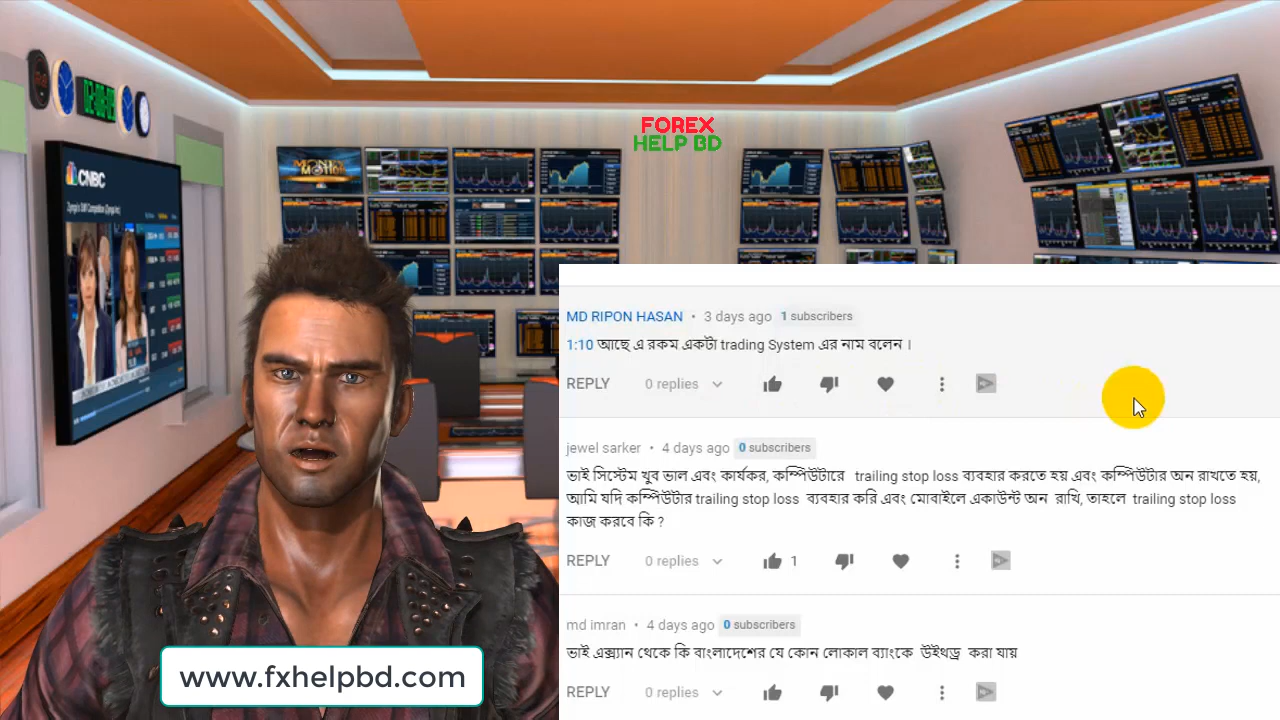 FOREX
HELP BD
CNBC
MD RIPON HASAN • 3 days ago 1 subscribers
1:10 আছে এ রকম একটা trading System এর নাম বলেন ।
REPLY 0 replies
jewel sarker • 4 days ago 0 subscribers
ভাই সিস্টেম খুব ভাল এবং কার্যকর, কম্পিউটারে trailing stop loss ব্যবহার করতে হয় এবং কম্পিউটার অন রাখতে হয়,
আমি যদি কম্পিউটার trailing stop loss ব্যবহার করি এবং মোবাইলে একাউন্ট অন রাখি, তাহলে trailing stop loss
কাজ করবে কি ?
REPLY 0 replies 1
md imran • 4 days ago 0 subscribers
ভাই এক্স্যান থেকে কি বাংলাদেশের যে কোন লোকাল ব্যাংকে উইথড্র করা যায়
REPLY 0 replies
www.fxhelpbd.com